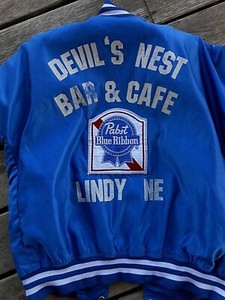 DEVIL'S NEST
BAR & CAFE
Pabst
Blue Ribbon
LINDY NE